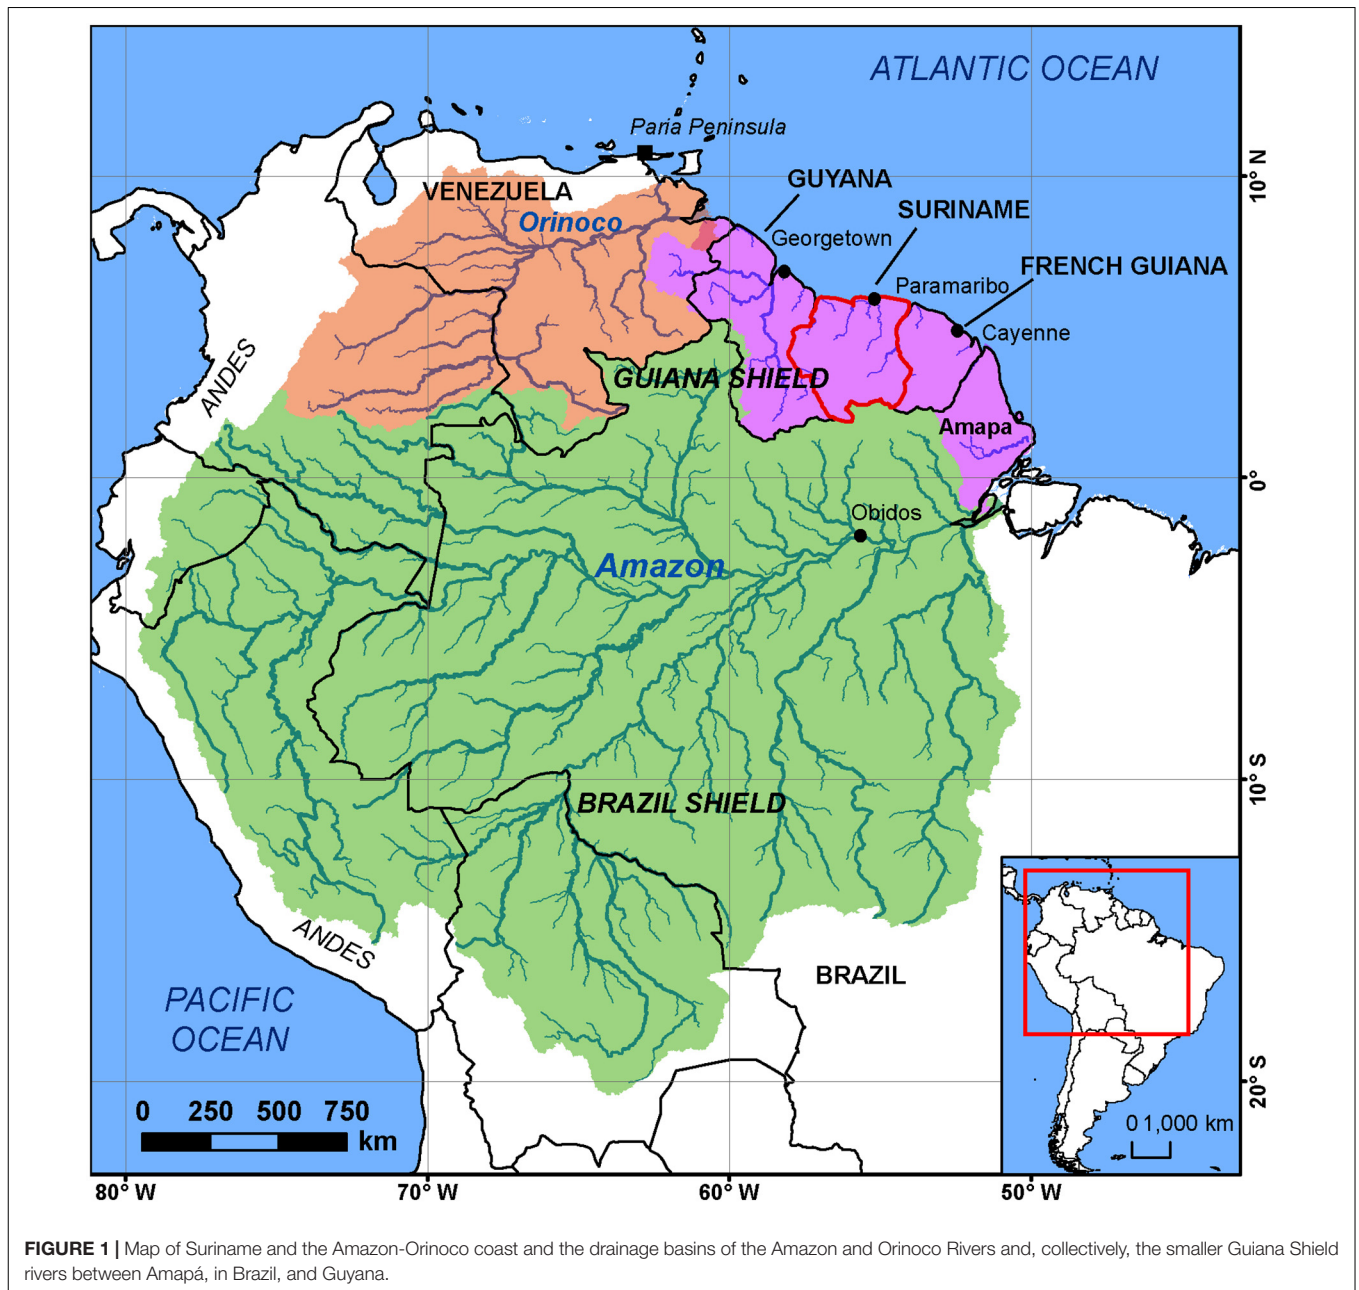 ATLANTIC OCEAN
Paria Peninsula
10° N
GUYANA
VENEZUELA
SURINAME
Orinoco
Georgetown
FRENCH GUIANA
Paramaribo
Cayenne
ANDES
GUIANA SHIELD
Amapa
0°
Obidos
Amazon
10° S
BRAZIL SHIELD
ANDES
BRAZIL
PACIFIC
OCEAN
20° S
0 250 500 750
km
0 1,000 km
80° W 70° W 60° W 50° W
FIGURE 1 | Map of Suriname and the Amazon-Orinoco coast and the drainage basins of the Amazon and Orinoco Rivers and, collectively, the smaller Guiana Shield
rivers between Amapá, in Brazil, and Guyana.